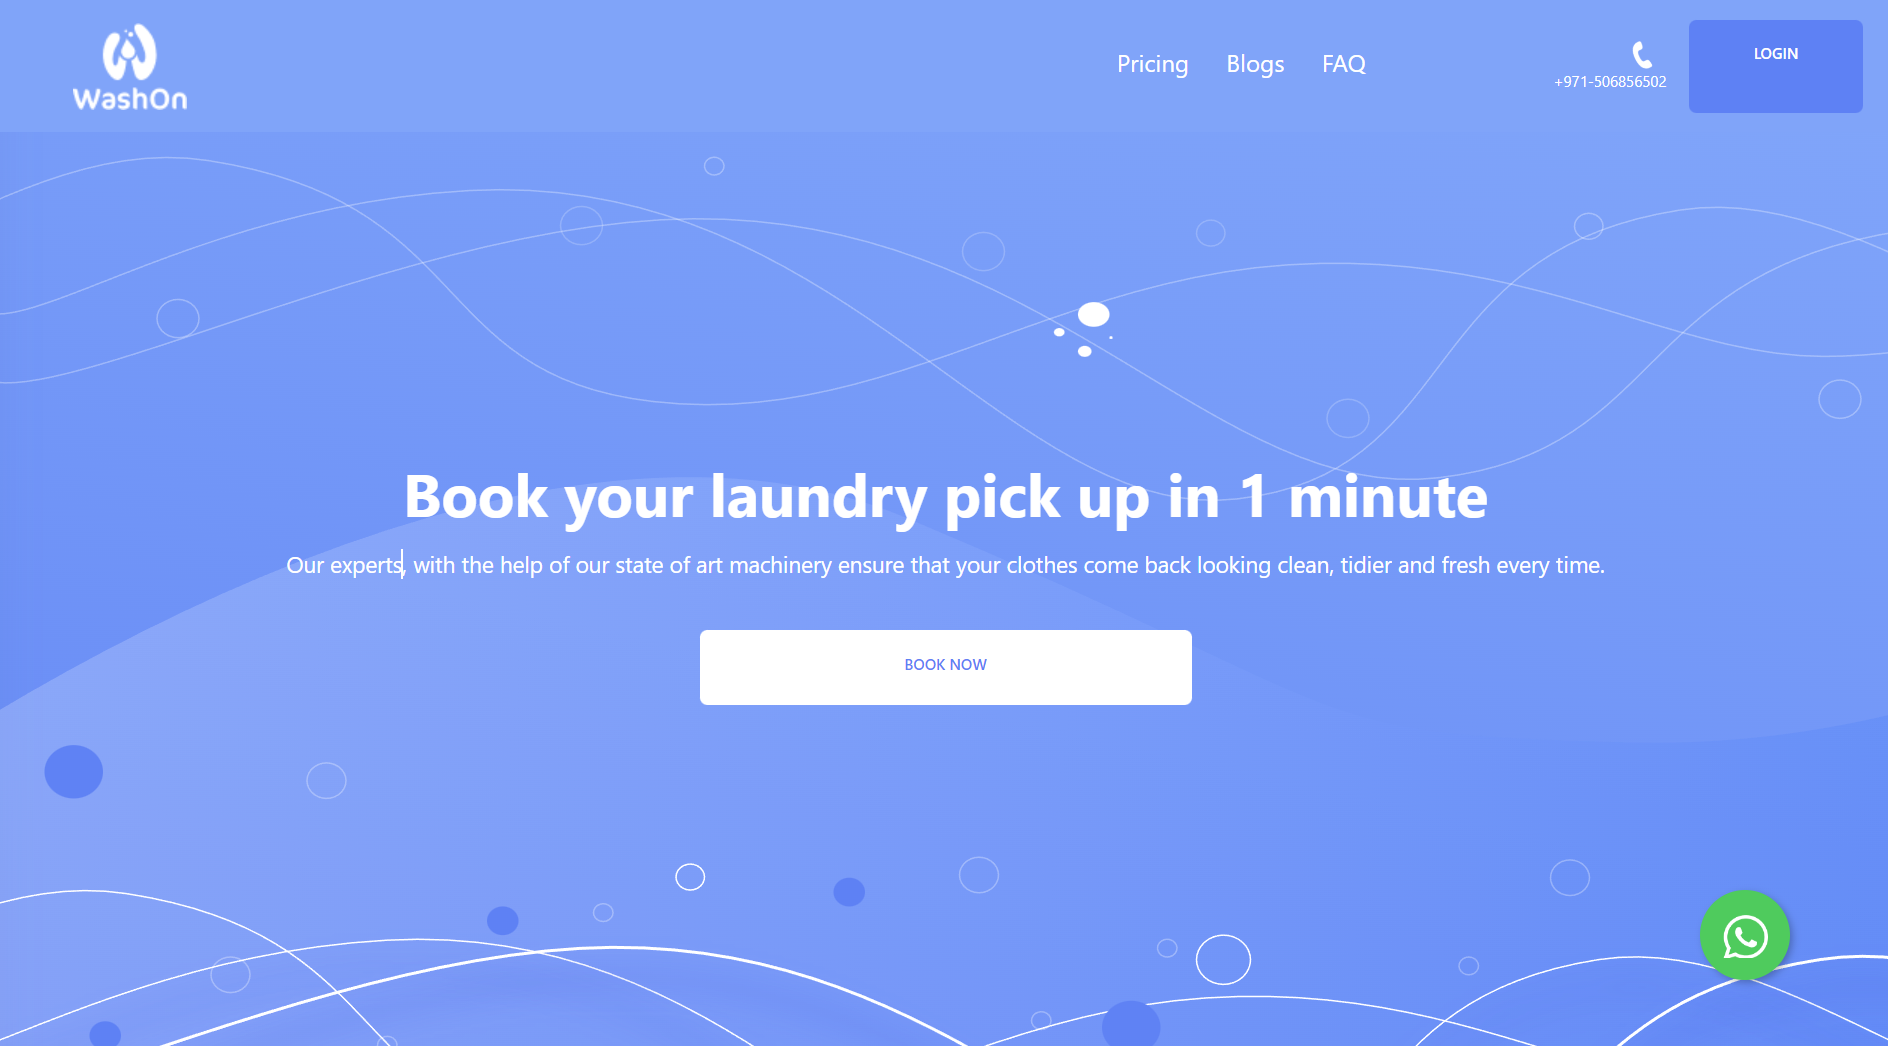 WashOn
Pricing
Blogs
FAQ
+971-506856502
LOGIN
Book your laundry pick up in 1 minute
Our experts, with the help of our state of art machinery ensure that your clothes come back looking clean, tidier and fresh every time.
BOOK NOW